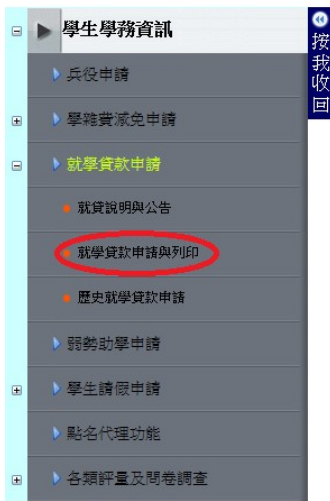 學生學務資訊
兵役申請
學雜費減免申請
就學貸款申請
就貸說明與公告
就學貸款申請與列印
歷史就學貸款申請
弱勢助學申請
學生請假申請
點名代理功能
各類評量及問卷調查
按我收回